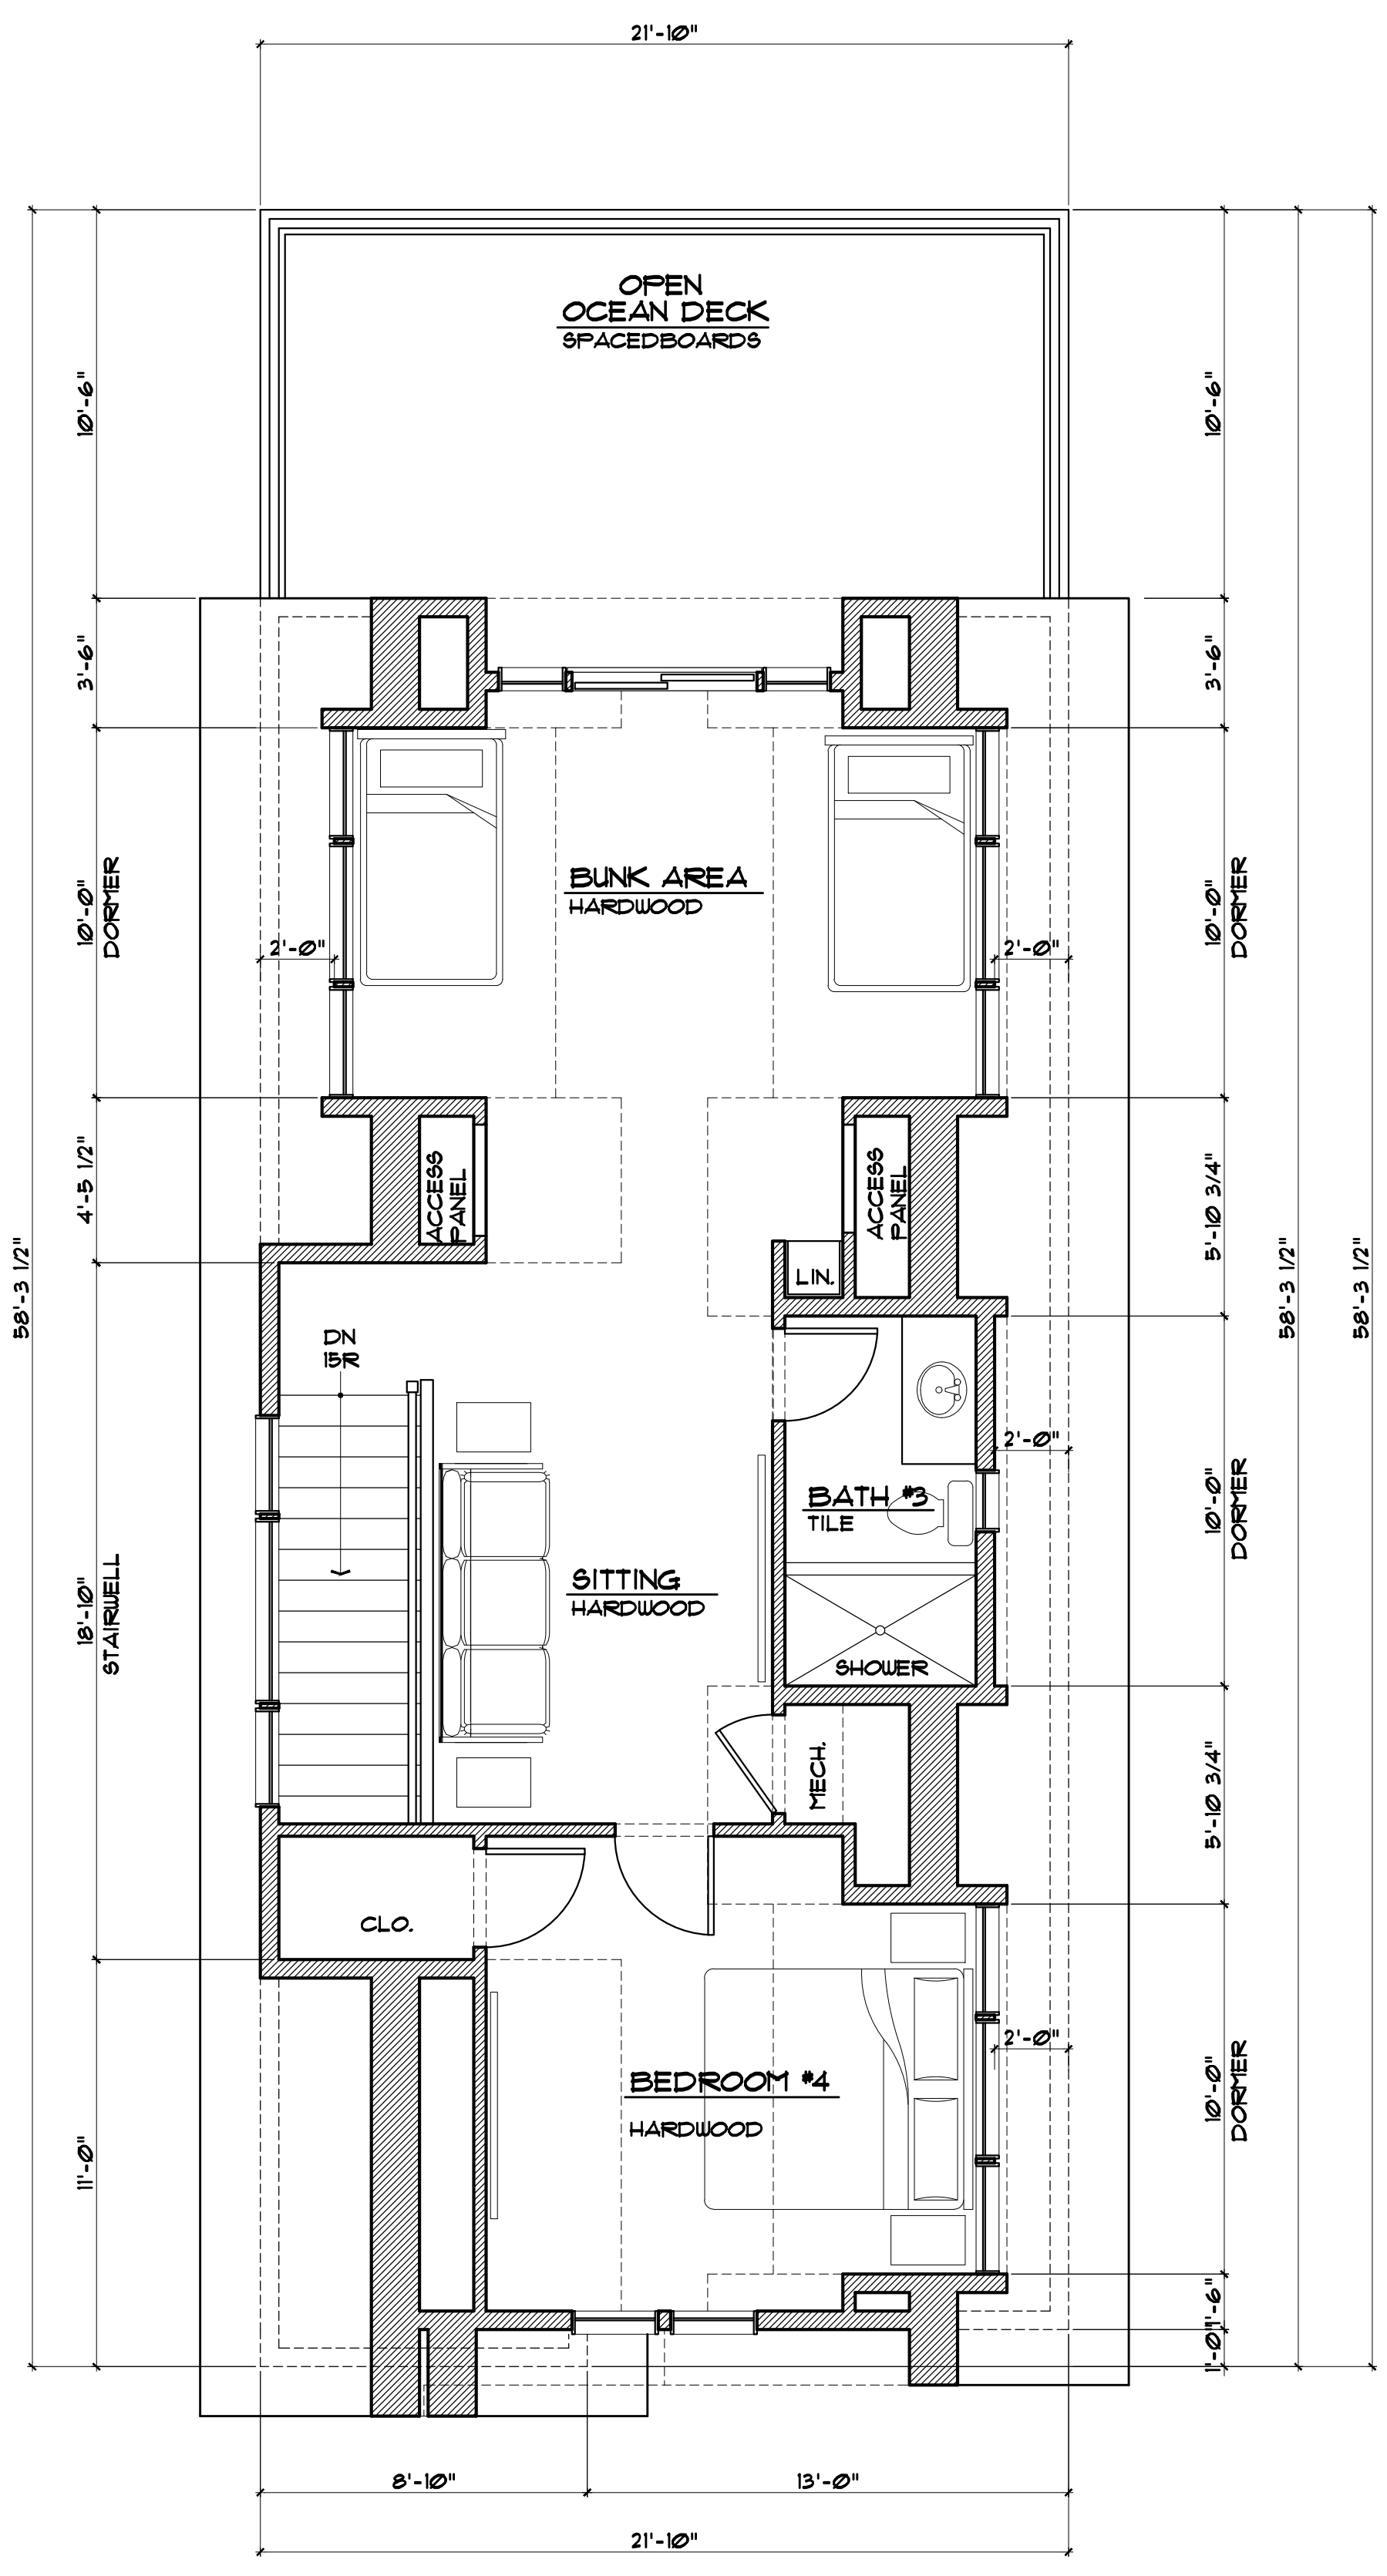 21'-10"
OPEN
OCEAN DECK
SPACEDBOARDS
10'-6"
10'-6"
3'-6"
3'-6"
BUNK AREA
HARDWOOD
10'-0"
DORMER
2'-0"
2'-0"
10'-0"
DORMER
4'-5 1/2"
ACCESS
PANEL
ACCESS
PANEL
5'-10 3/4"
58'-3 1/2"
58'-3 1/2"
58'-3 1/2"
LIN.
DN
15R
2'-0"
BATH #3
TILE
10'-0"
DORMER
SITTING
HARDWOOD
18'-10"
STAIRWELL
SHOWER
MECH.
5'-10 3/4"
CLO.
2'-0"
BEDROOM #4
HARDWOOD
10'-0"
DORMER
11'-0"
1'-6"
1'-0"
8'-10"
13'-0"
21'-10"